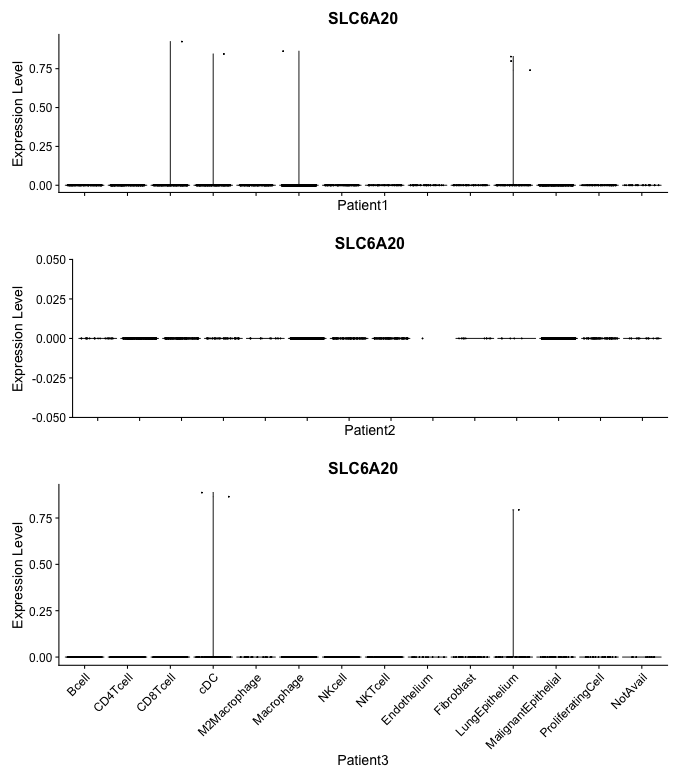 SLC6A20
Expression Level
0.75
0.50
0.25
0.00
Patient1
SLC6A20
Expression Level
0.050
0.025
0.000
-0.025
-0.050
Patient2
SLC6A20
Expression Level
0.75
0.50
0.25
0.00
Bcell
CD4Tcell
CD8Tcell
cDC
M2Macrophage
Macrophage
NKcell
NKTcell
Endothelium
Fibroblast
LungEpithelium
MalignantEpithelial
ProliferatingCell
NotAvail
Patient3